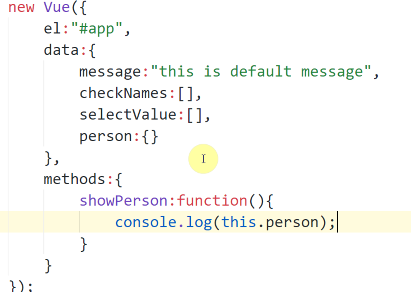 new Vue({
    el:"#app",
    data:{
        message:"this is default message",
        checkNames:[],
        selectValue:[],
        person:{}
    },
    methods:{
        showPerson:function(){
            console.log(this.person);
        }
    }
});